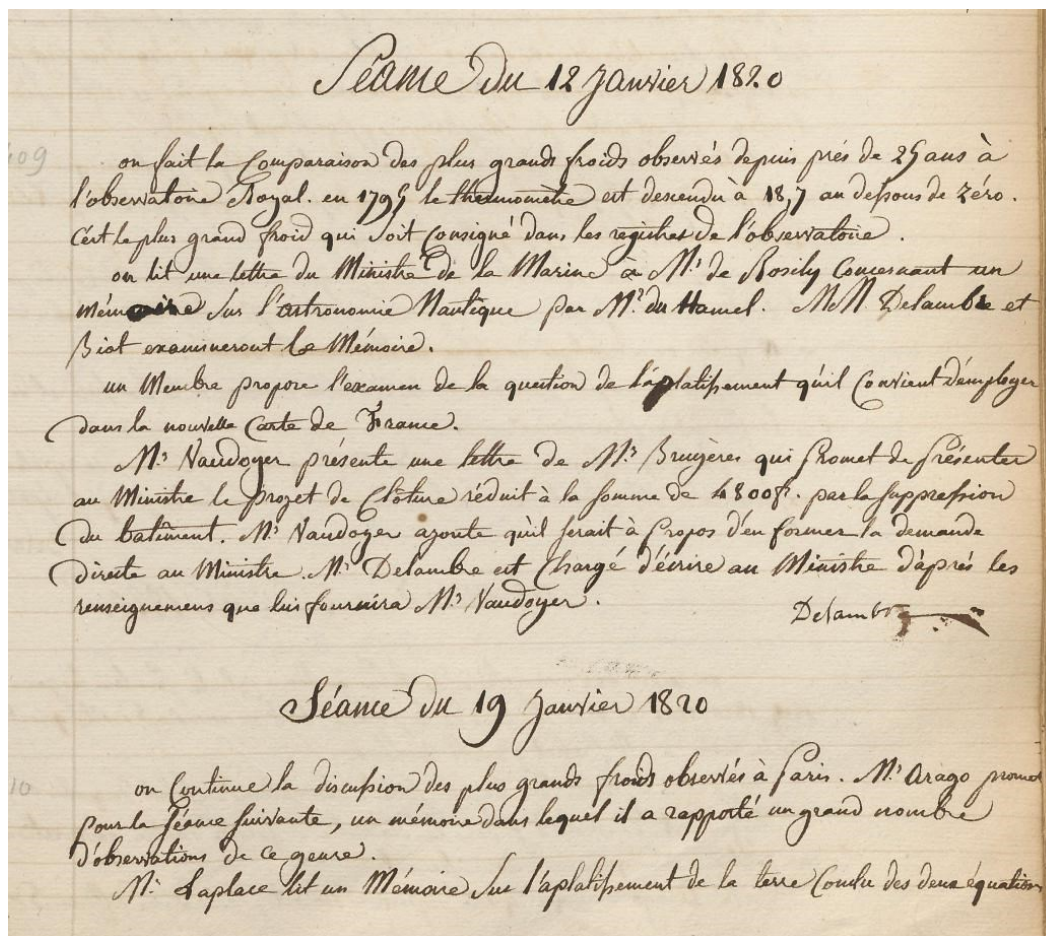 Séance du 12 Janvier 1820
109
on fait la Comparaison des plus grands froids observés depuis près de 25 ans à
l'observatoire Royal. en 1795 le thermomètre est descendu à 18,7 au dessous de zéro.
C'est le plus grand froid qui soit Consigné dans les registres de l'observatoire.
on lit une lettre du Ministre de la Marine à Mr. de Rosily Concernant un
mémoire sur l'astronomie Nautique par Mr. du Hamel. MM. Delambre et
Biot examineront le Mémoire.
un Membre propose l'examen de la question de l'aplatissement qu'il Convient d'employer
dans la nouvelle Carte de France.
Mr. Vaudoyer présente une lettre de Mr. Bruyères qui Promet de Présenter
au Ministre le projet de Clôture réduit à la somme de 4800f. par la suppression
du batiment. Mr. Vaudoyer ajoute qu'il serait à Propos d'en former la demande
directe au Ministre. Mr. Delambre est Chargé d'écrire au Ministre d'après les
renseignemens que lui fournira Mr. Vaudoyer.
Delambre
Séance du 19 Janvier 1820
10
on Continue la discussion des plus grands froids observés à Paris. Mr. Arago promet
pour la séance suivante, un mémoire dans lequel il a rapporté un grand nombre
d'observations de ce genre.
Mr. Laplace lit un Mémoire sur l'aplatissement de la terre Conclu des deux équations